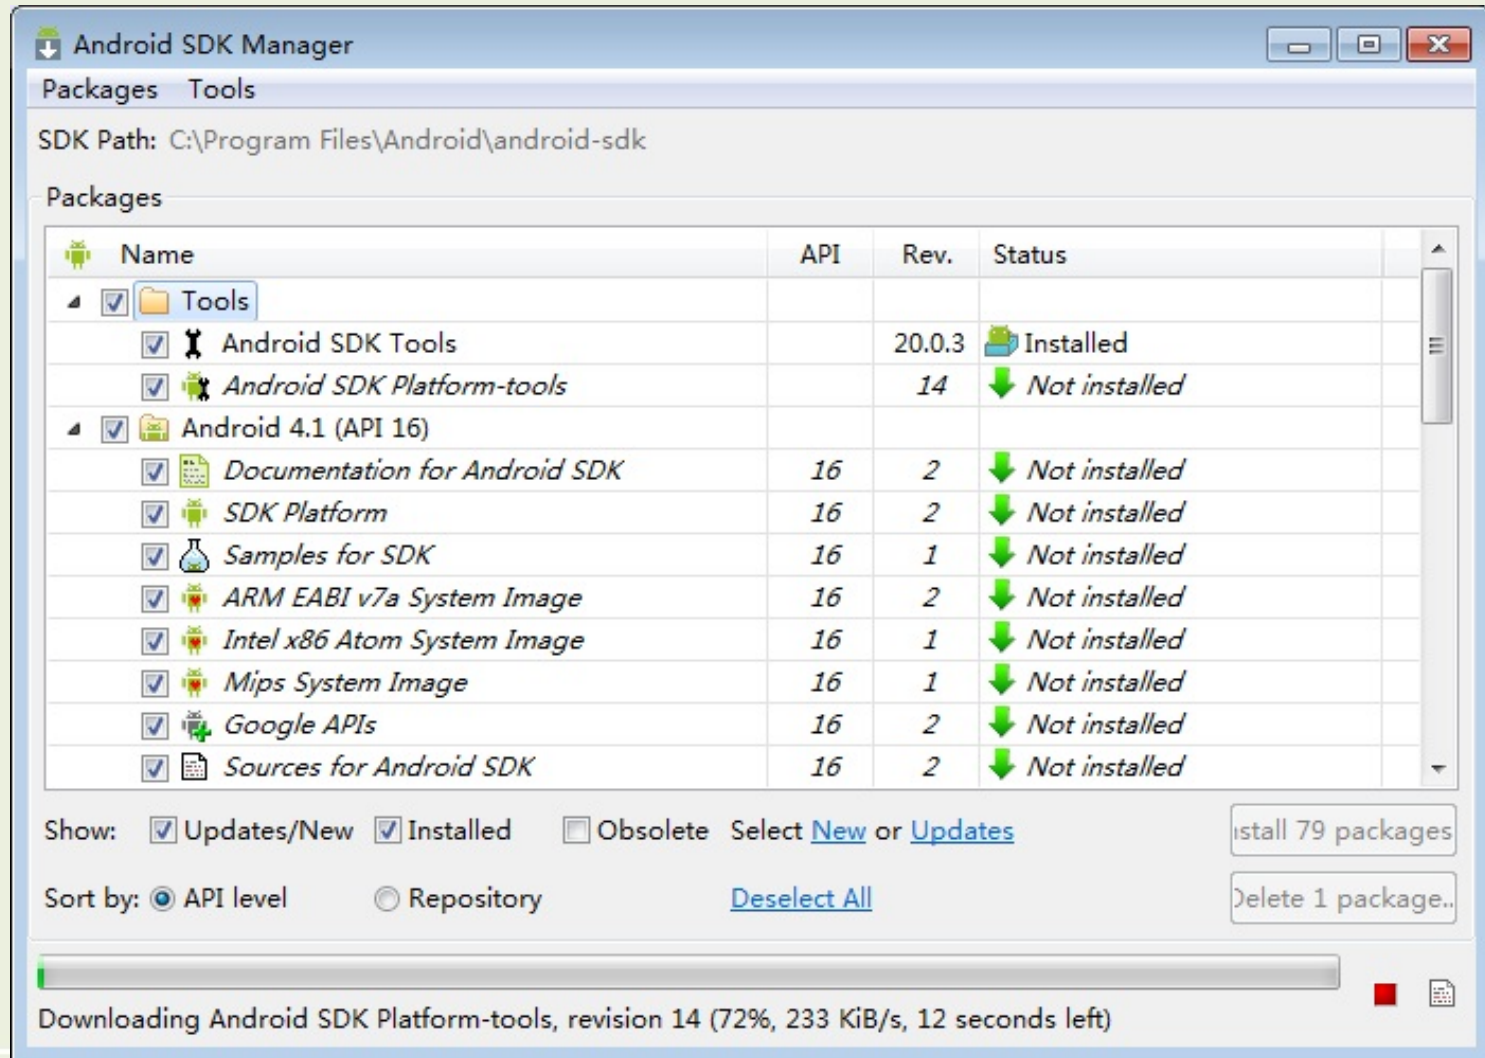 Android SDK Manager
Packages Tools
SDK Path: C:\Program Files\Android\android-sdk
Packages
Name API Rev. Status
Tools
Android SDK Tools 20.0.3 Installed
Android SDK Platform-tools 14 Not installed
Android 4.1 (API 16)
Documentation for Android SDK 16 2 Not installed
SDK Platform 16 2 Not installed
Samples for SDK 16 1 Not installed
ARM EABI v7a System Image 16 2 Not installed
Intel x86 Atom System Image 16 1 Not installed
Mips System Image 16 1 Not installed
Google APIs 16 2 Not installed
Sources for Android SDK 16 2 Not installed
Show: Updates/New Installed Obsolete Select New or Updates stall 79 packages
Sort by: API level Repository Deselect All Delete 1 package..
Downloading Android SDK Platform-tools, revision 14 (72%, 233 KiB/s, 12 seconds left)